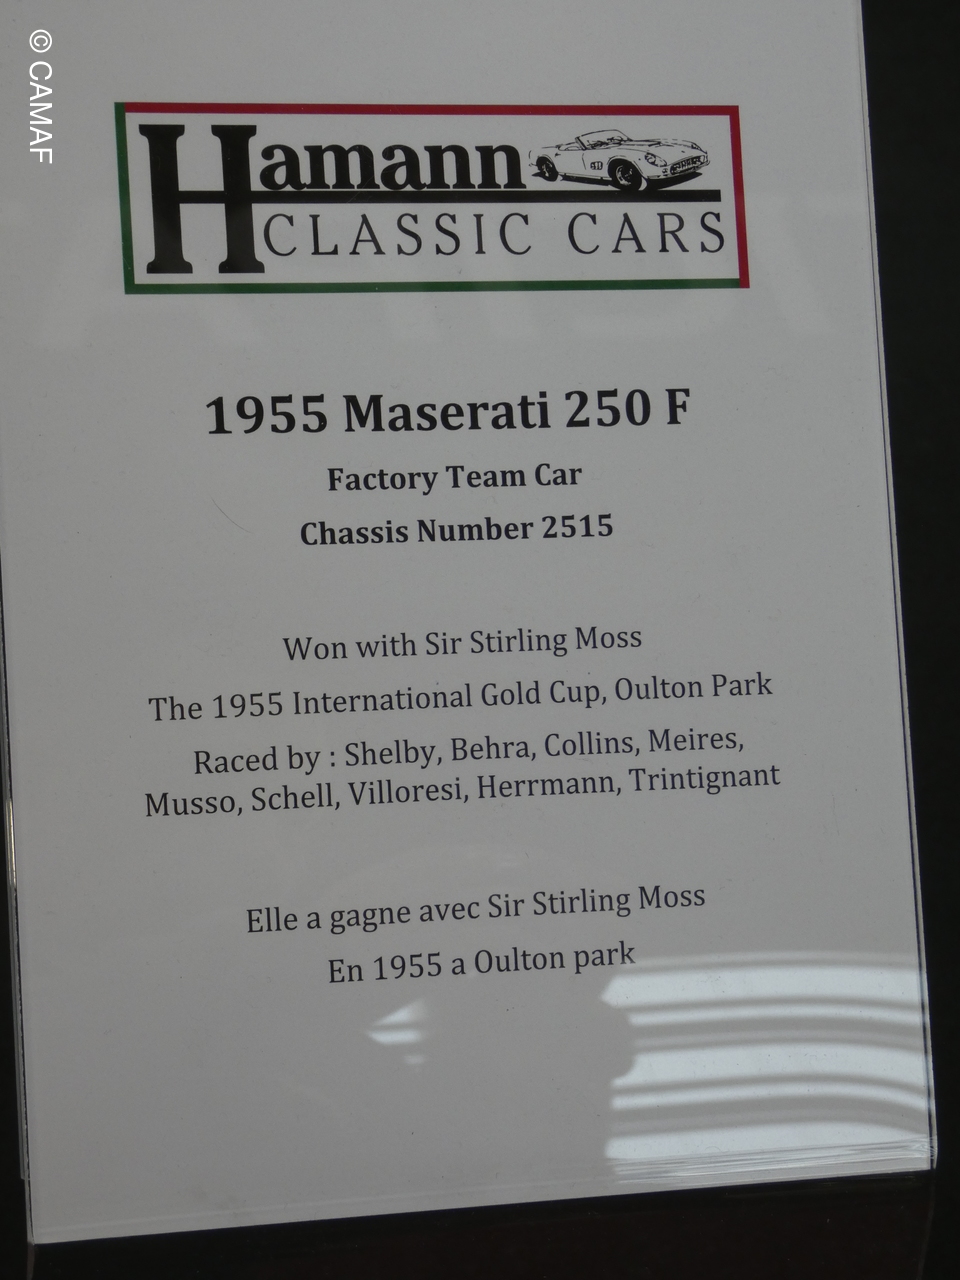 © CAMAF
Hamann
CLASSIC CARS
1955 Maserati 250 F
Factory Team Car
Chassis Number 2515
Won with Sir Stirling Moss
The 1955 International Gold Cup, Oulton Park
Raced by : Shelby, Behra, Collins, Meires,
Musso, Schell, Villoresi, Herrmann, Trintignant
Elle a gagne avec Sir Stirling Moss
En 1955 a Oulton park